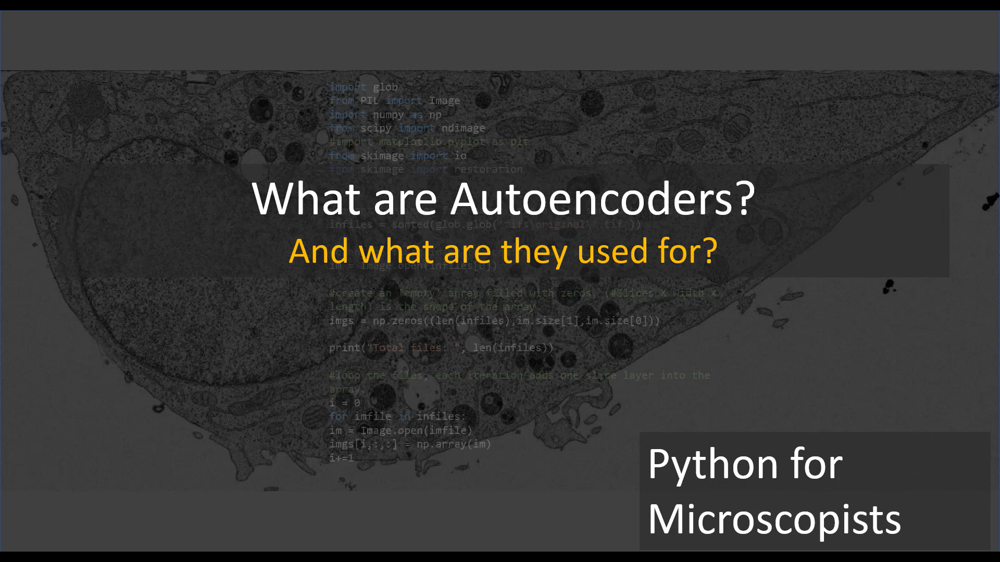 import glob
from PIL import Image
import numpy as np
from scipy import ndimage
#import matplotlib.pyplot as plt
from skimage import io
from skimage import restoration
What are Autoencoders?
infiles = sorted(glob.glob('tifs\original\*.tif'))
And what are they used for?
im = Image.open(infiles[0])
#create an 'empty' array filled with zeros, (#Slices X width X
length) is the shape of the array.
imgs = np.zeros((len(infiles),im.size[1],im.size[0]))
print("Total files: ", len(infiles))
#loop the files, each iteration adds one slice layer into the
array.
i = 0
for imfile in infiles:
im = Image.open(imfile)
imgs[i,:,:] = np.array(im)
i+=1
Python for
Microscopists